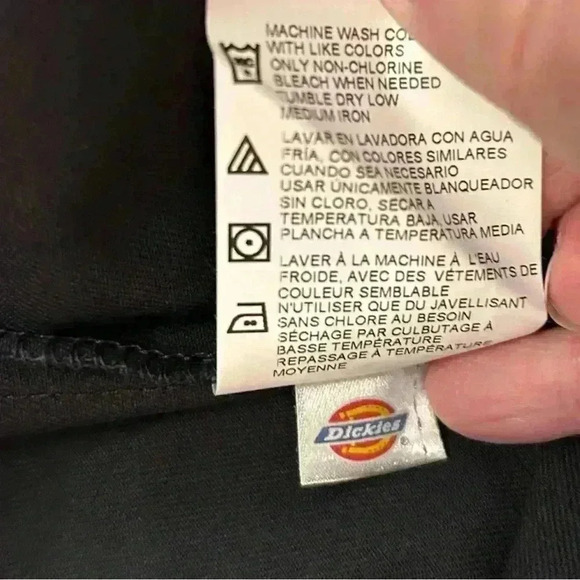 MACHINE WASH
WITH LIKE COLORS
ONLY NON-CHLORINE
BLEACH WHEN NEEDED
TUMBLE DRY LOW
MEDIUM IRON
LAVAR EN LAVADORA CON AGUA
FRÍA, CON COLORES SIMILARES
CUANDO SEA NECESARIO
USAR ÚNICAMENTE BLANQUEADOR
SIN CLORO, SECAR A
TEMPERATURA BAJA, USAR
PLANCHA A TEMPERATURA MEDIA
LAVER À LA MACHINE À L'EAU
FROIDE, AVEC DES VÉTEMENTS DE
COULEUR SEMBLABLE
N'UTILISER QUE DU JAVELLISANT
SANS CHLORE AU BESOIN
SÉCHAGE PAR CULBUTAGE À
BASSE TEMPÉRATURE
REPASSAGE À TEMPÉRATURE
MOYENNE
Dickies